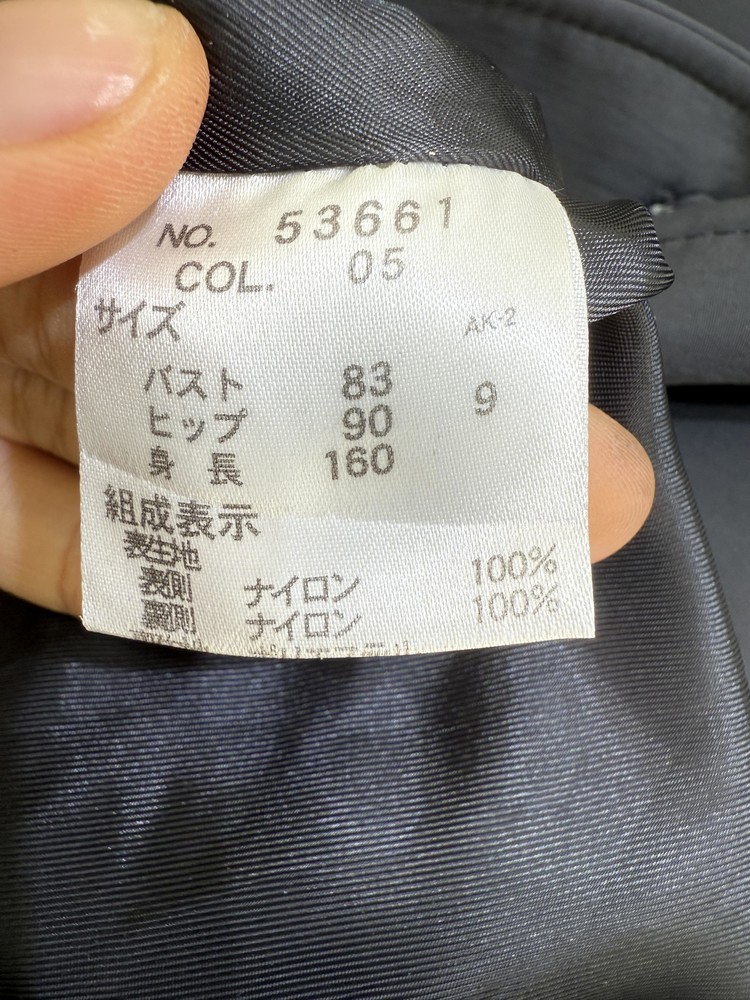 NO. 53661
COL. 05
サイズ AK-2
バスト 83
ヒップ 90 9
身長 160
組成表示
表生地
表側 ナイロン 100%
裏側 ナイロン 100%